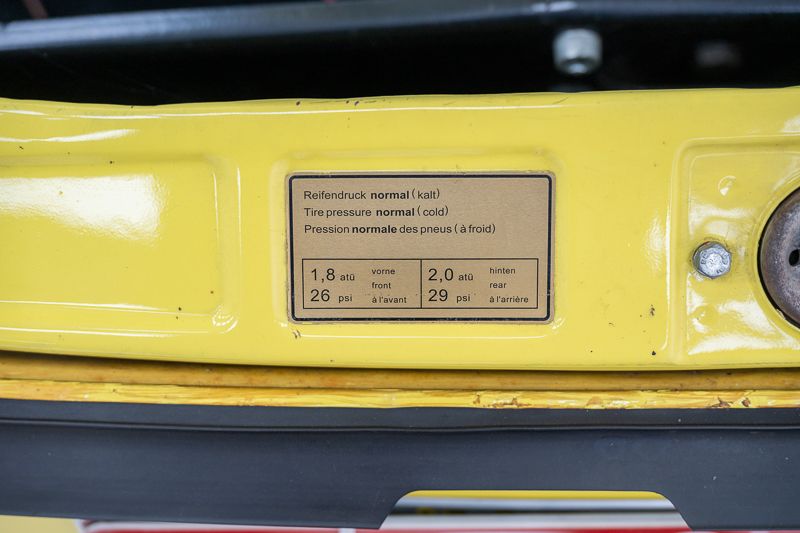 Reifendruck normal (kalt)
Tire pressure normal (cold)
Pression normale des pneus (à froid)
1,8 atü vorne
front
26 psi à l'avant
2,0 atü hinten
rear
29 psi à l'arrière